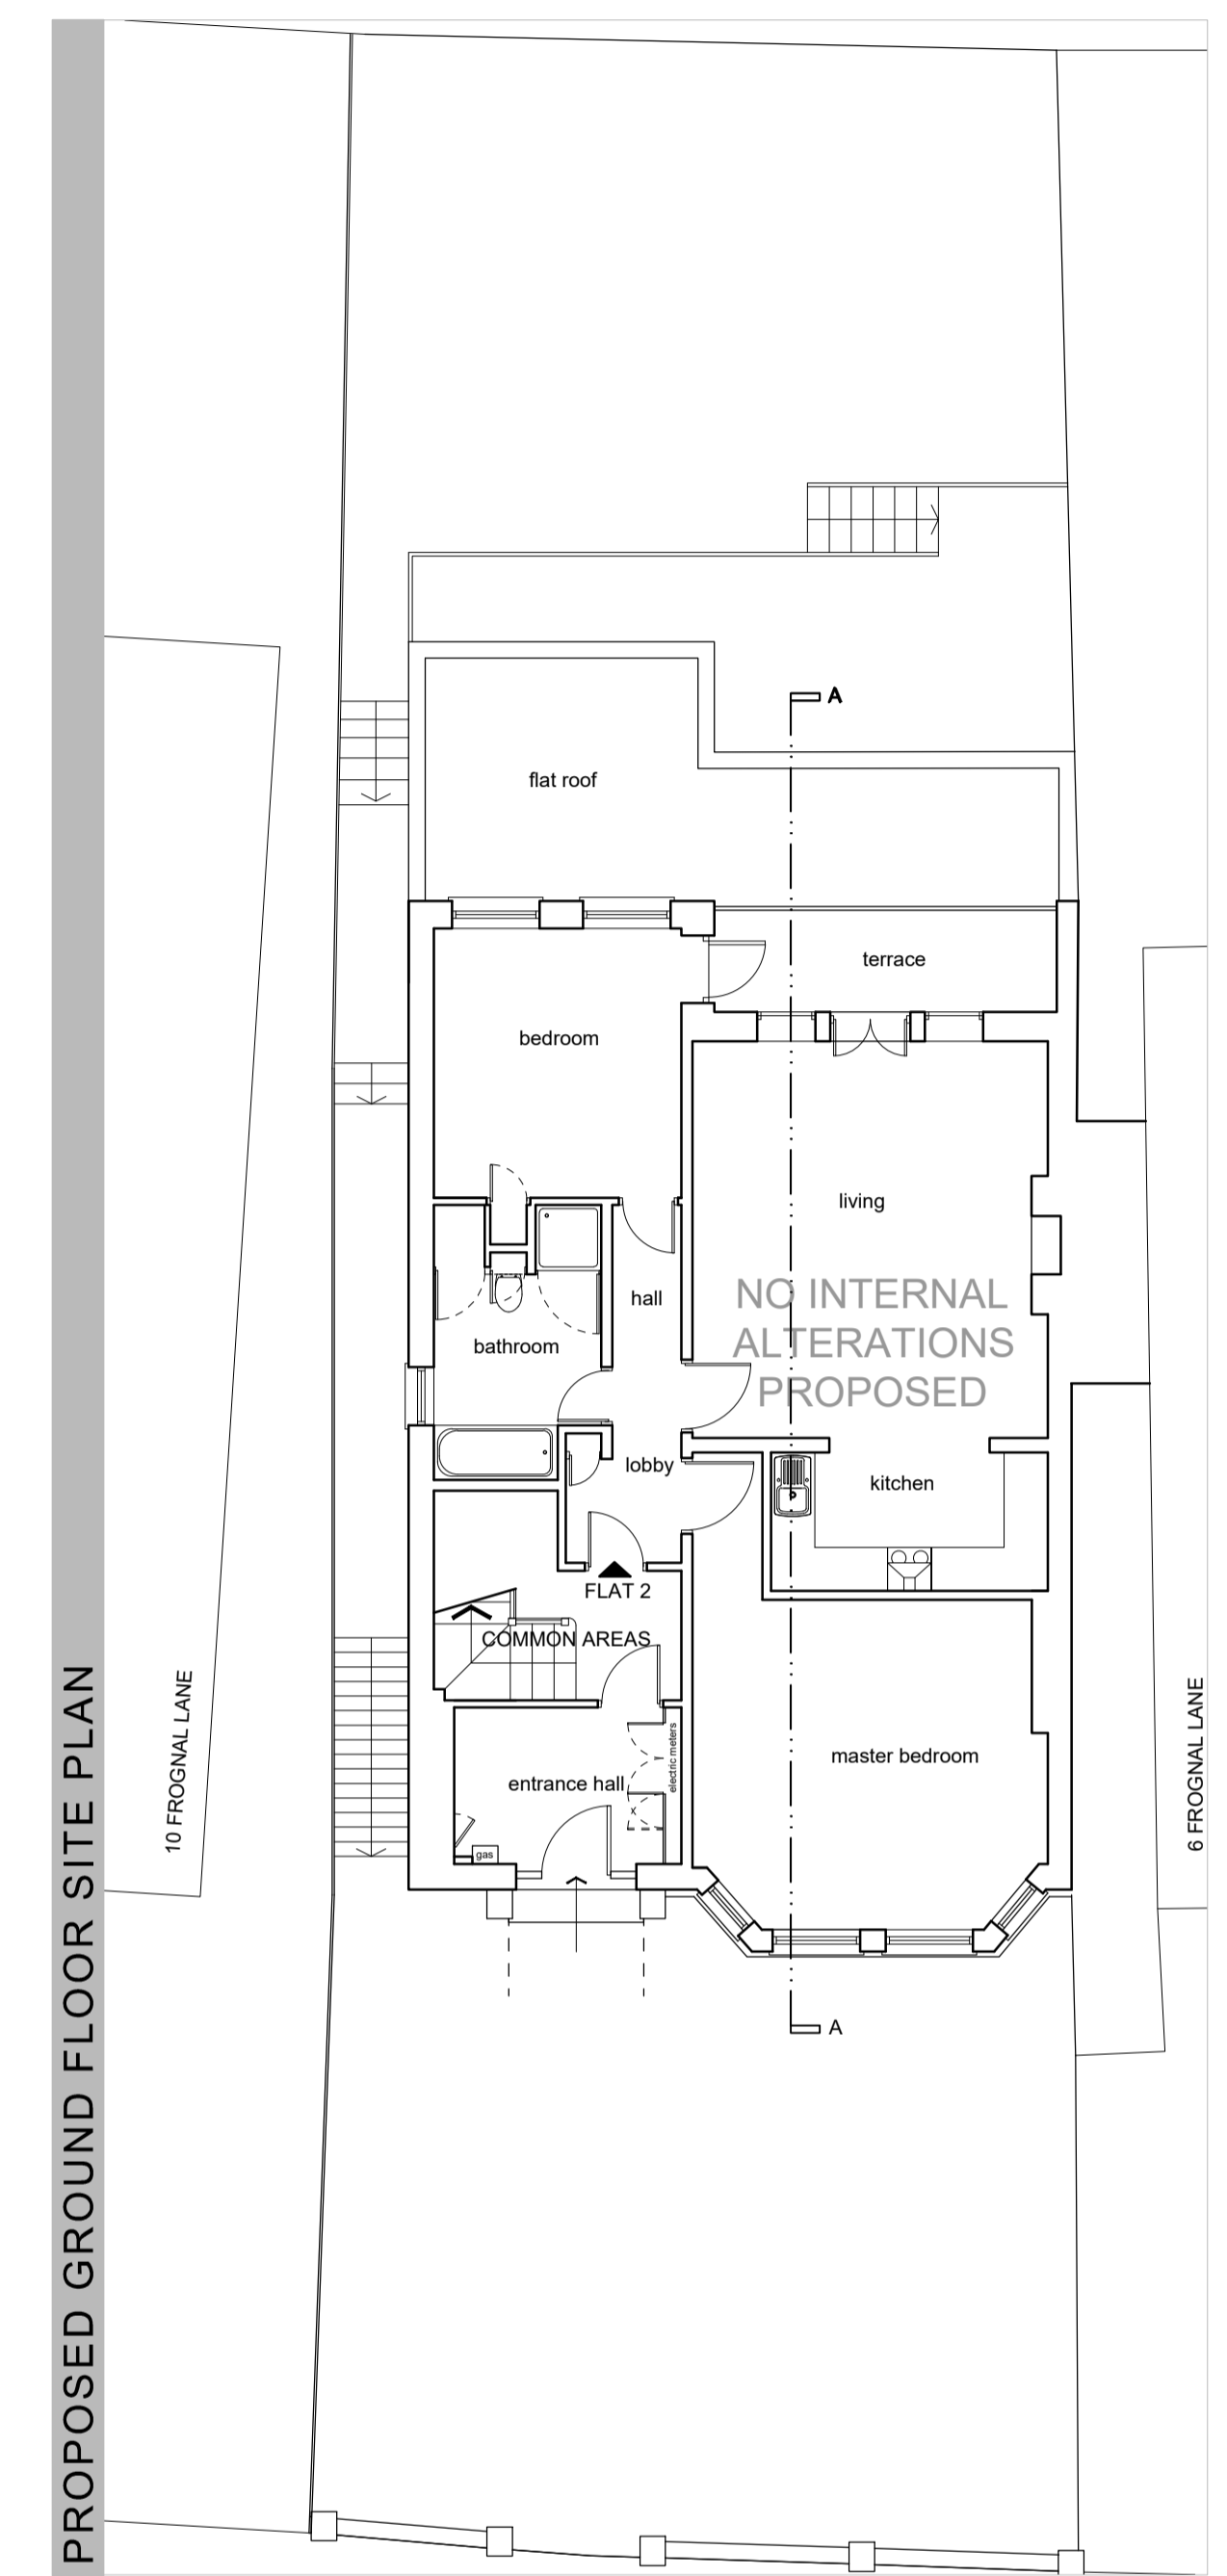 PROPOSED GROUND FLOOR SITE PLAN
A
flat roof
terrace
bedroom
living
hall
NO INTERNAL
ALTERATIONS
PROPOSED
bathroom
lobby
kitchen
FLAT 2
COMMON AREAS
10 FROGNAL LANE
6 FROGNAL LANE
electric meters
master bedroom
entrance hall
gas
A